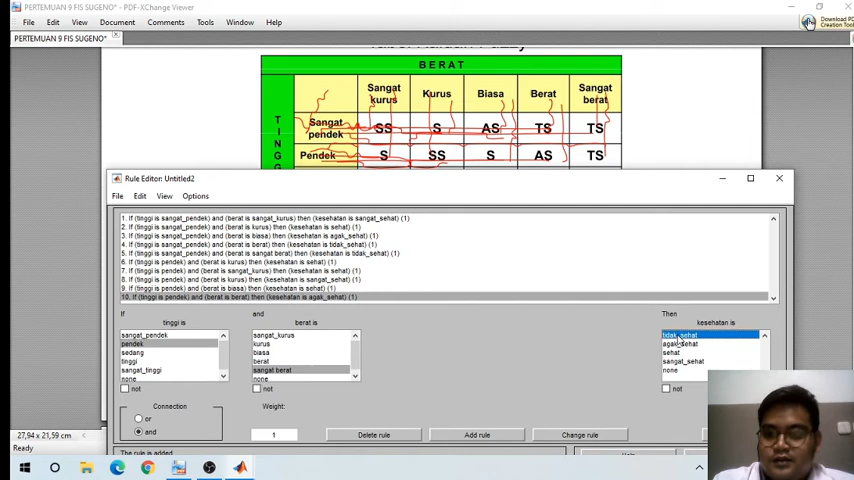 PERTEMUAN 9 FIS SUGENO* - PDF-XChange Viewer
File Edit View Document Comments Tools Window Help
Download PDF
Creation Tool
PERTEMUAN 9 FIS SUGENO*
BERAT
Sangat kurus Kurus Biasa Berat Sangat berat
T
I
N
G
G
Sangat pendek SS S AS TS TS
Pendek S SS S AS TS
Rule Editor: Untitled2
File Edit View Options
1. If (tinggi is sangat_pendek) and (berat is sangat_kurus) then (kesehatan is sangat_sehat) (1)
2. If (tinggi is sangat_pendek) and (berat is kurus) then (kesehatan is sehat) (1)
3. If (tinggi is sangat_pendek) and (berat is biasa) then (kesehatan is agak_sehat) (1)
4. If (tinggi is sangat_pendek) and (berat is berat) then (kesehatan is tidak_sehat) (1)
5. If (tinggi is sangat_pendek) and (berat is sangat berat) then (kesehatan is tidak_sehat) (1)
6. If (tinggi is pendek) and (berat is kurus) then (kesehatan is sehat) (1)
7. If (tinggi is pendek) and (berat is sangat_kurus) then (kesehatan is sehat) (1)
8. If (tinggi is pendek) and (berat is kurus) then (kesehatan is sangat_sehat) (1)
9. If (tinggi is pendek) and (berat is biasa) then (kesehatan is sehat) (1)
10. If (tinggi is pendek) and (berat is berat) then (kesehatan is agak_sehat) (1)
If and Then
tinggi is berat is kesehatan is
sangat_pendek sangat_kurus tidak_sehat
pendek kurus agak_sehat
sedang biasa sehat
tinggi berat sangat_sehat
sangat_tinggi sangat berat none
none none
not not not
Connection Weight:
or
and 1 Delete rule Add rule Change rule
27,94 x 21,59 cm
The rule is added
Ready
Help